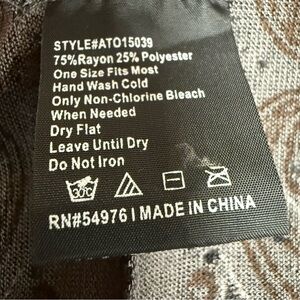 STYLE#ATO15039
75%Rayon 25% Polyester
One Size Fits Most
Hand Wash Cold
Only Non-Chlorine Bleach
When Needed
Dry Flat
Leave Until Dry
Do Not Iron
30C
RN#54976 I MADE IN CHINA